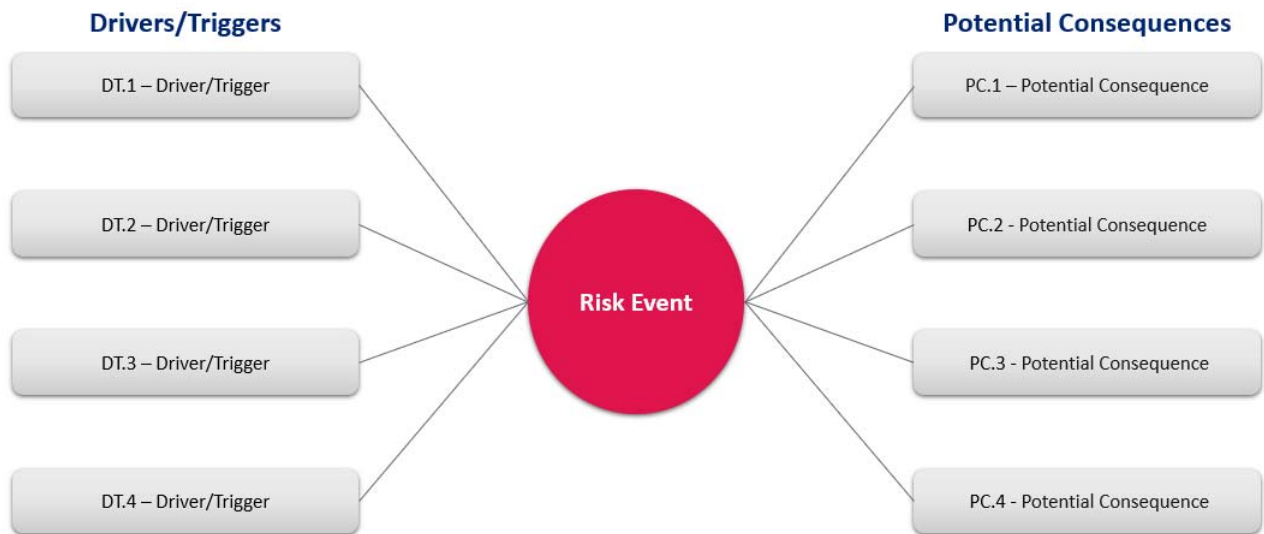 Drivers/Triggers
Potential Consequences
DT.1 – Driver/Trigger
PC.1 – Potential Consequence
DT.2 – Driver/Trigger
PC.2 - Potential Consequence
Risk Event
DT.3 – Driver/Trigger
PC.3 - Potential Consequence
DT.4 – Driver/Trigger
PC.4 - Potential Consequence